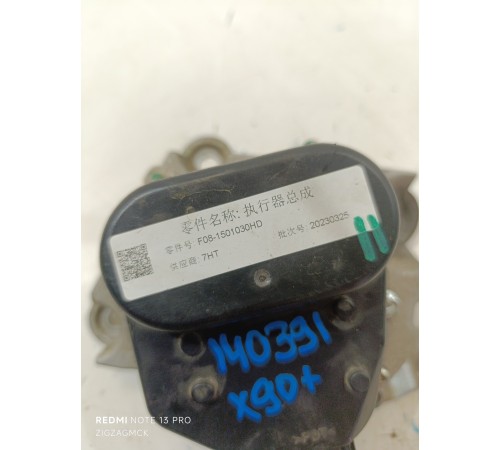 零件名称: 执行器总成
零件号: F08-1501030HD
批次号: 20230325
供应商: 7HT
11
140391
x90+
REDMI NOTE 13 PRO
ZIGZAGMCK